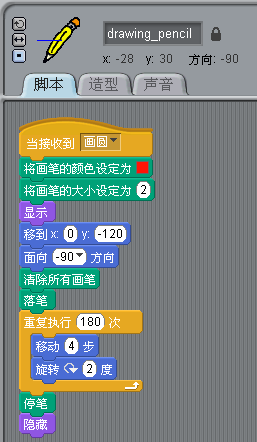 drawing_pencil
x: -28 y: 30 方向: -90
脚本 造型 声音
当接收到 画圆
将画笔的颜色设定为
将画笔的大小设定为 2
显示
移到 x: 0 y: -120
面向 -90 方向
清除所有画笔
落笔
重复执行 180 次
移动 4 步
旋转 2 度
停笔
隐藏